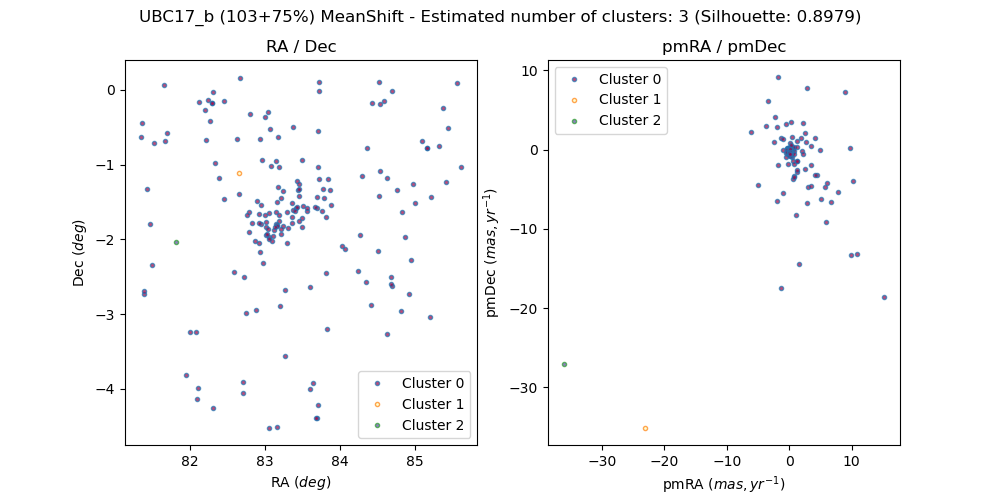 UBC17_b (103+75%) MeanShift - Estimated number of clusters: 3 (Silhouette: 0.8979)
RA / Dec
Dec (deg)
0
−1
−2
−3
−4
Cluster 0
Cluster 1
Cluster 2
82
83
84
85
RA (deg)
pmRA / pmDec
pmDec (mas, yr⁻¹)
10
0
−10
−20
−30
Cluster 0
Cluster 1
Cluster 2
−30
−20
−10
0
10
pmRA (mas, yr⁻¹)